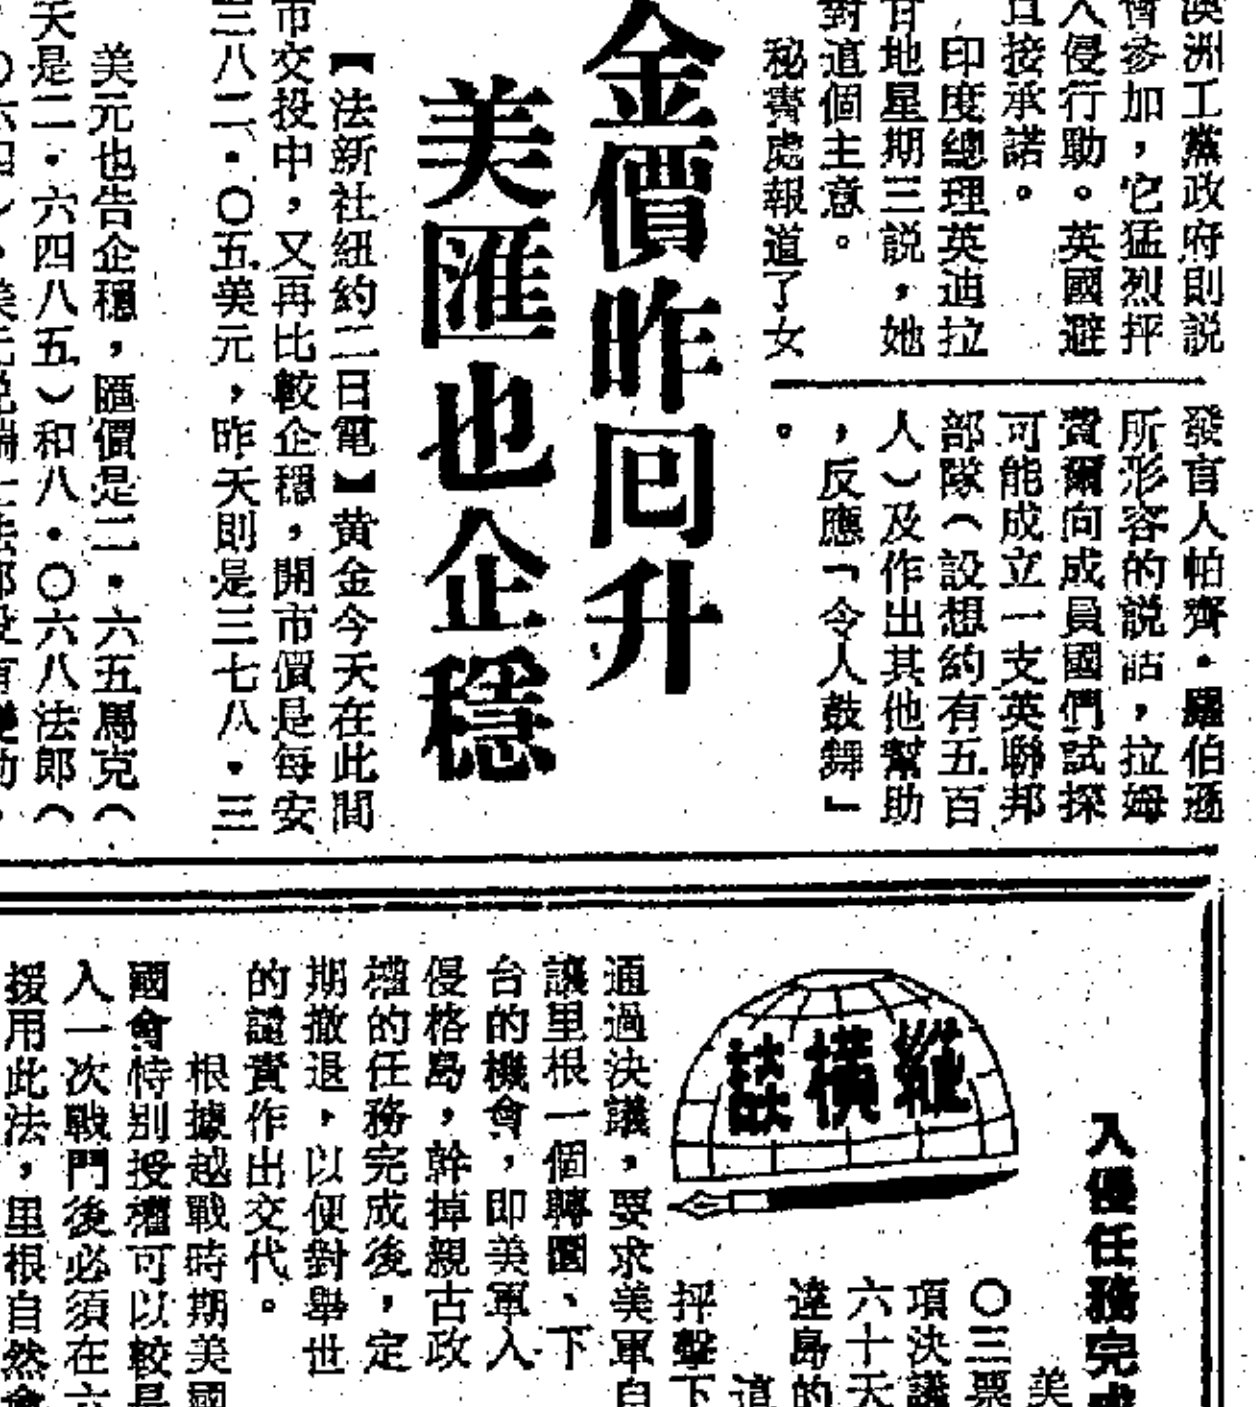 澳洲工黨政府則説
會參加，它猛烈抨
入侵行動。英國避
且接承諾。
印度總理英迪拉
甘地星期三説，她
對這個主意。
秘書處報道了女
發言人帕齊・羅伯遜
所形容的説話，拉姆
費爾向成員國們試探
可能成立一支英聯邦
部隊（設想約有五百
人）及作出其他幫助
，反應「令人鼓舞」
。
金價昨回升
美匯也企穩
【法新社紐約二日電】黄金今天在此間
市交投中，又再比較企穩，開市價是每安
三八二・〇五美元，昨天則是三七八・三
美元也告企穩，匯價是二・六五馬克（
天是二・六四八五）和八・〇六八法郎（
縱橫談
入侵任務完
美
〇三票
項決議
六十天
達島的
這
抨擊下
通過決議，要求美軍自
讓里根一個轉圜、下
台的機會，即美軍入
侵格島，幹掉親古政
權的任務完成後，定
期撤退，以便對舉世
的譴責作出交代。
根據越戰時期美國
國會特別授權可以較長
入一次戰鬥後必須在六
援用此法，里根自然會